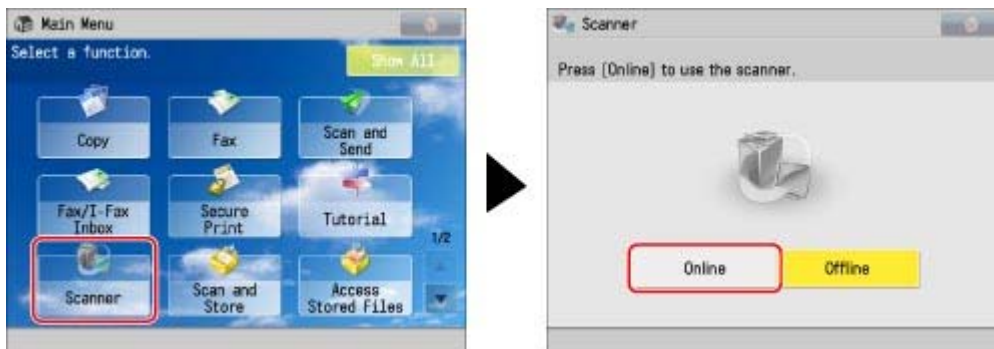 Main Menu
Select a function.
Show All
Copy
Fax
Scan and
Send
Fax/I-Fax
Inbox
Secure
Print
Tutorial
1/2
Scanner
Scan and
Store
Access
Stored Files
Scanner
Press [Online] to use the scanner.
Online
Offline